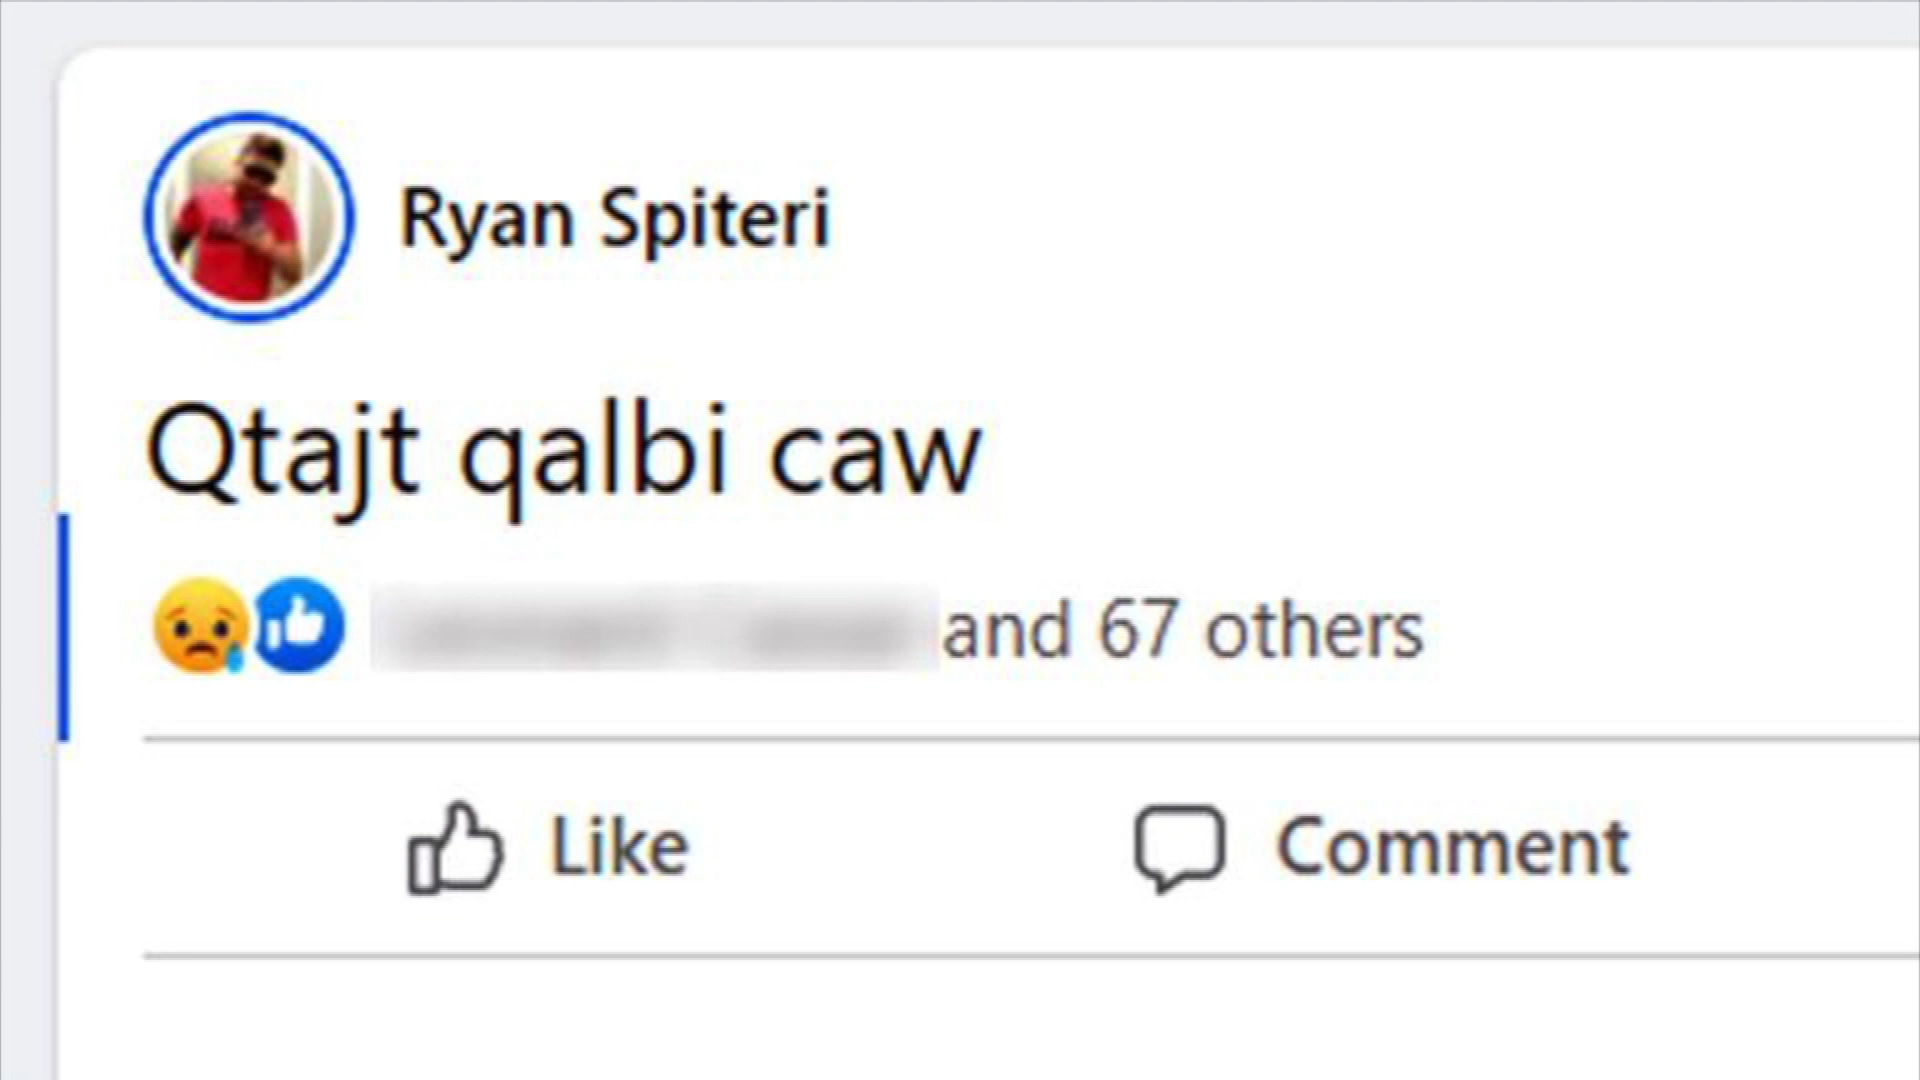 Ryan Spiteri
Qtajt qalbi caw
and 67 others
Like
Comment